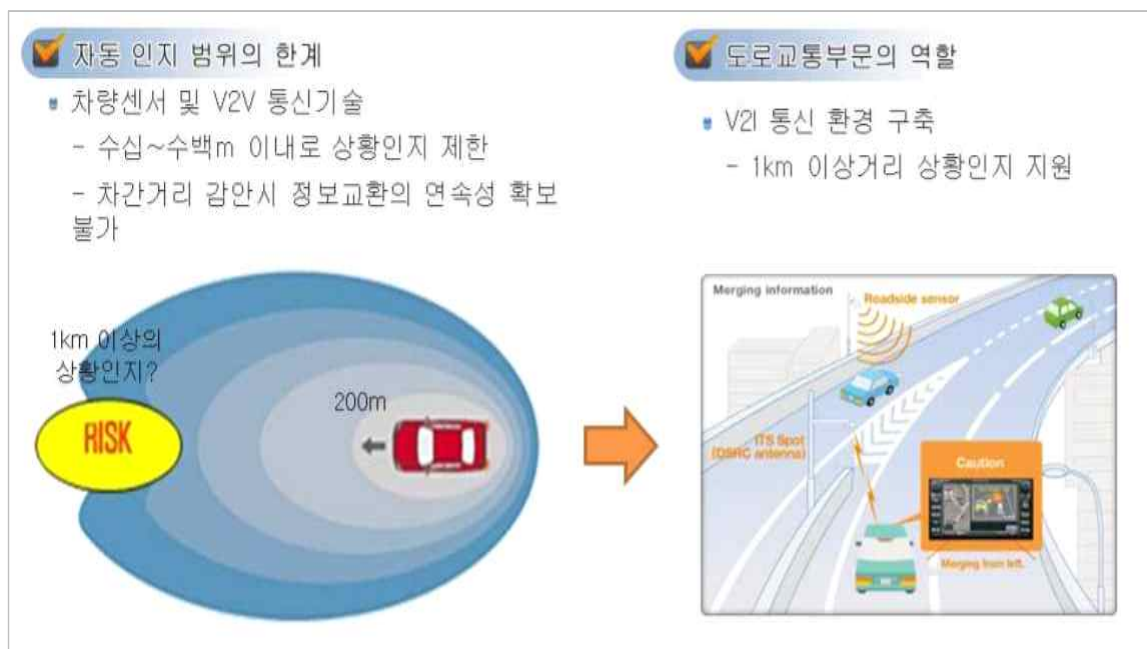 자동 인지 범위의 한계
차량센서 및 V2V 통신기술
- 수십~수백m 이내로 상황인지 제한
- 차간거리 감안시 정보교환의 연속성 확보
불가
1km 이상의
상황인지?
RISK
200m
도로교통부문의 역할
V2I 통신 환경 구축
- 1km 이상거리 상황인지 지원
Merging information
Roadside sensor
ITS Spot
(DSRC antenna)
Caution
Merging from left.